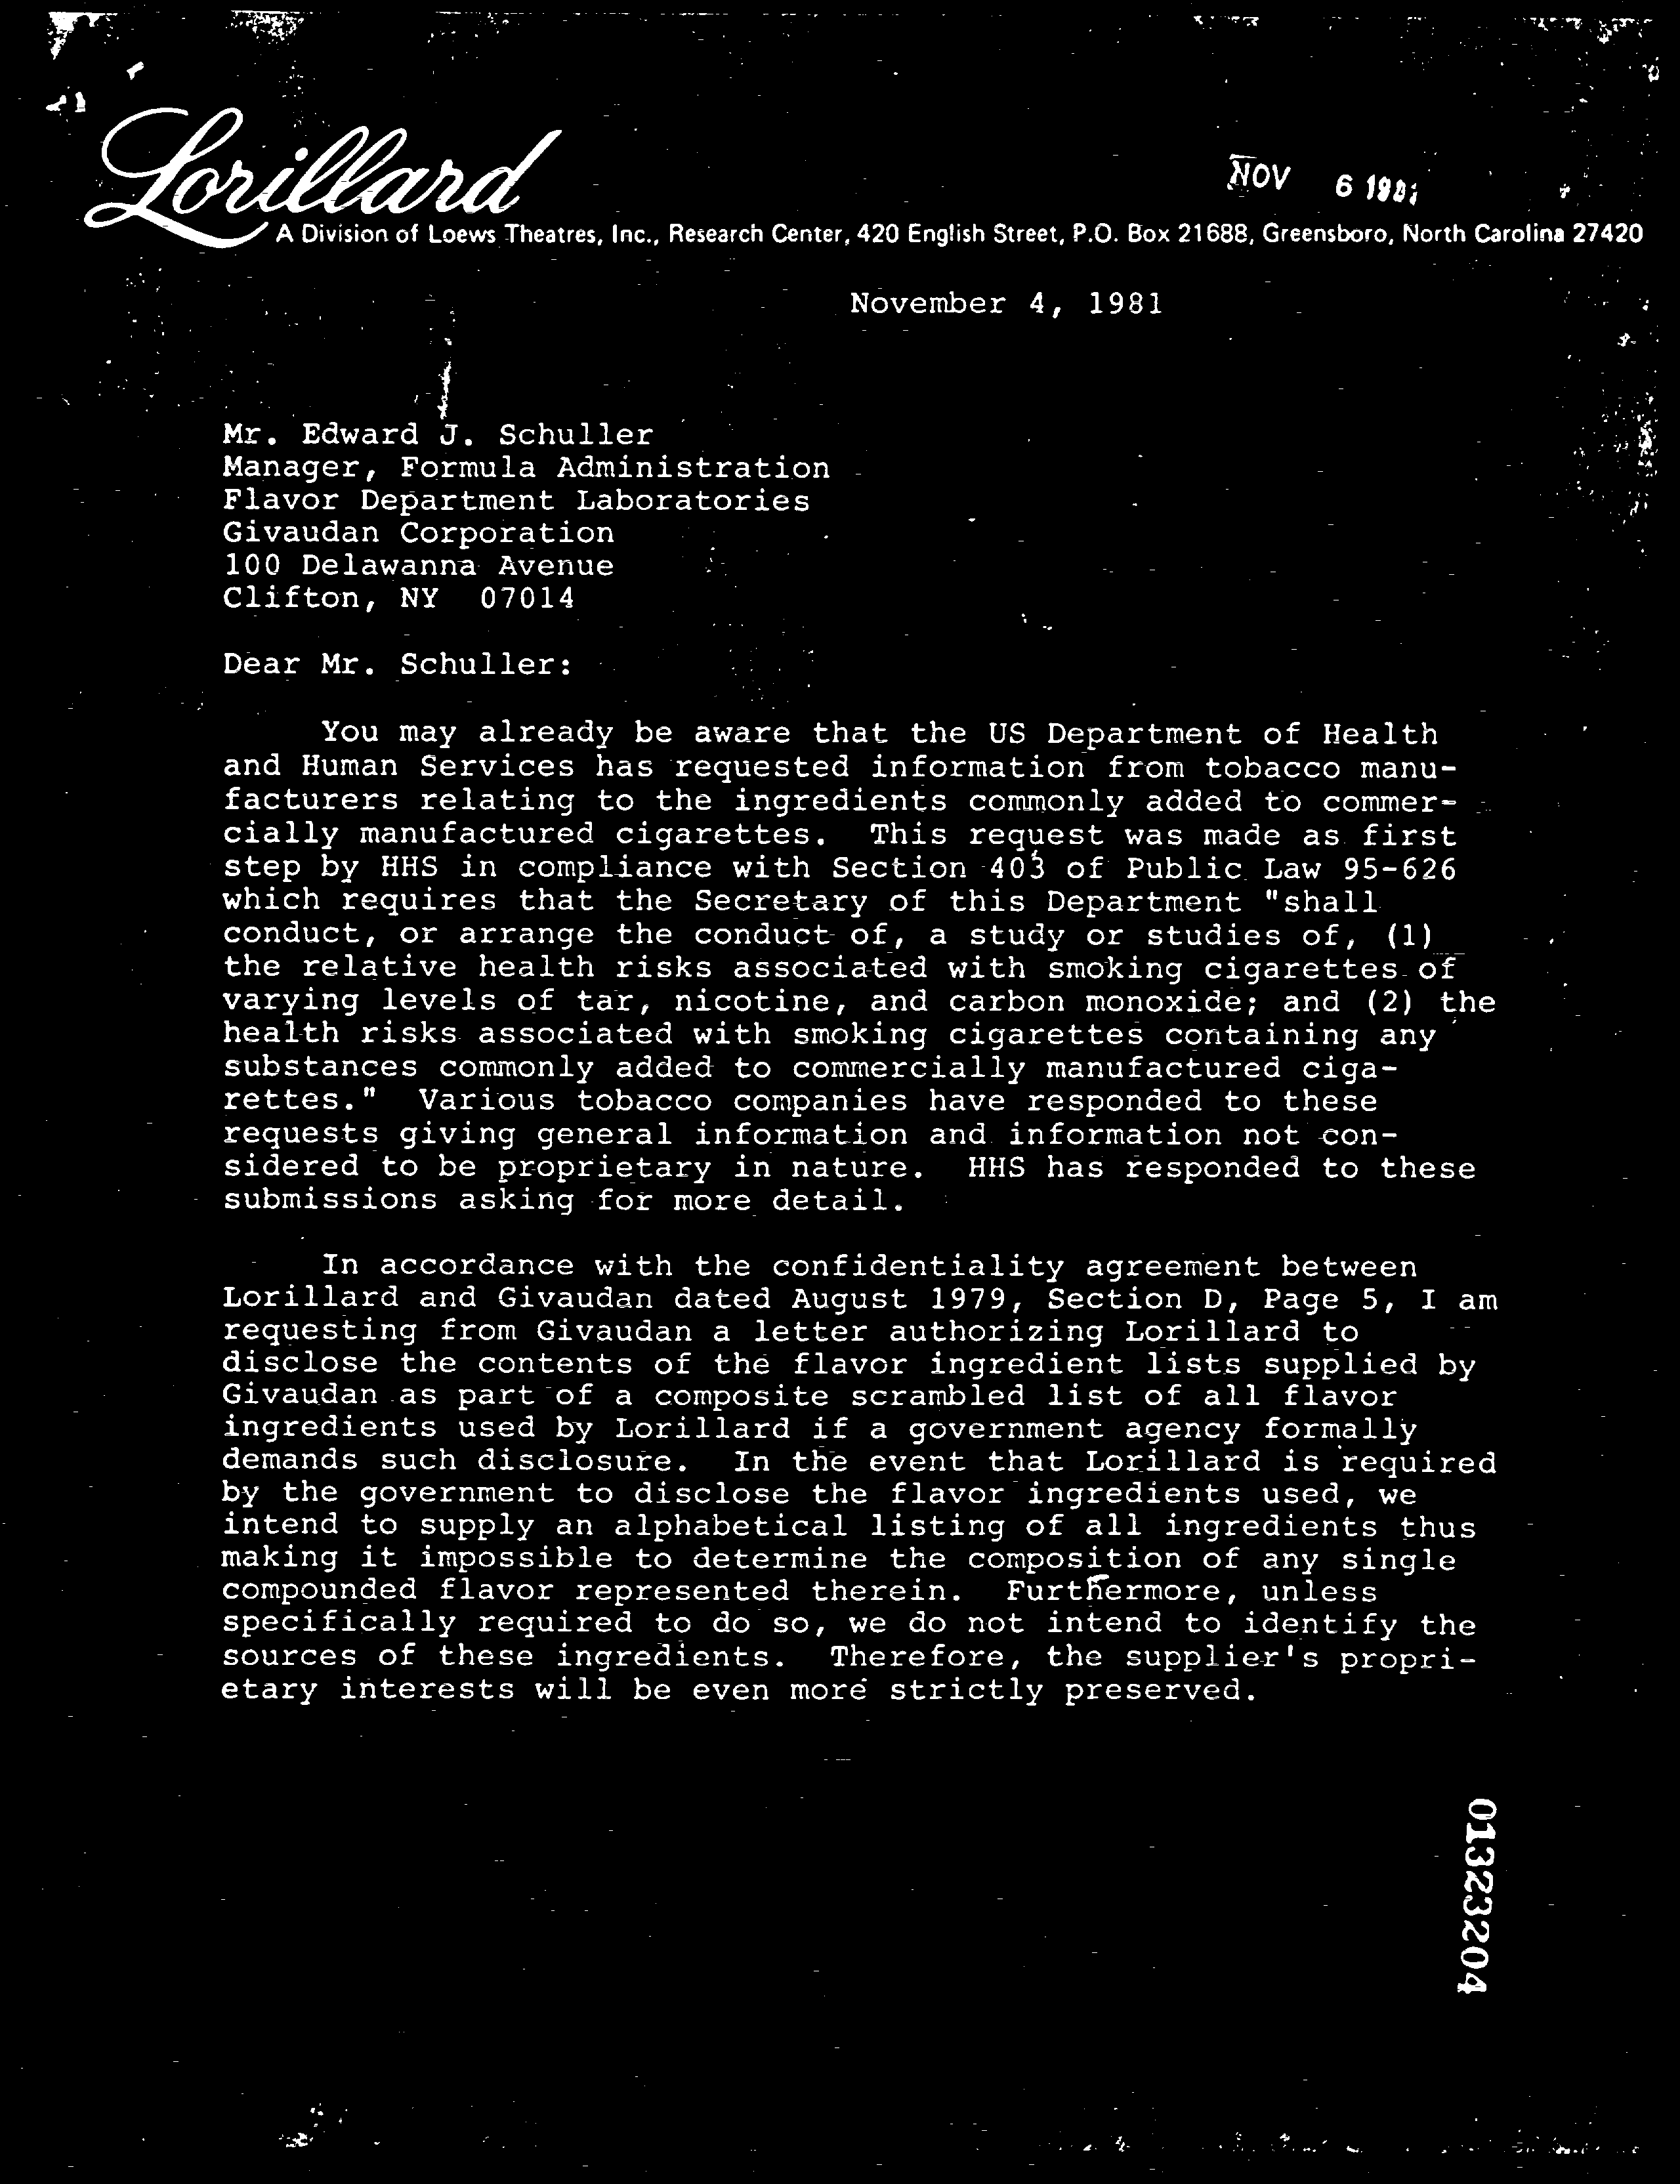 Lorillard
NOV 6 1981
A Division of Loews Theatres, Inc., Research Center, 420 English Street, P.O. Box 21688, Greensboro, North Carolina 27420
November 4, 1981
Mr. Edward J. Schuller
Manager, Formula Administration
Flavor Department Laboratories
Givaudan Corporation
100 Delawanna Avenue
Clifton, NY  07014
Dear Mr. Schuller:
You may already be aware that the US Department of Health
and Human Services has requested information from tobacco manu-
facturers relating to the ingredients commonly added to commer-
cially manufactured cigarettes.  This request was made as first
step by HHS in compliance with Section 403 of Public Law 95-626
which requires that the Secretary of this Department "shall
conduct, or arrange the conduct of, a study or studies of, (1)
the relative health risks associated with smoking cigarettes of
varying levels of tar, nicotine, and carbon monoxide; and (2) the
health risks associated with smoking cigarettes containing any
substances commonly added to commercially manufactured ciga-
rettes."  Various tobacco companies have responded to these
requests giving general information and information not con-
sidered to be proprietary in nature.  HHS has responded to these
submissions asking for more detail.
In accordance with the confidentiality agreement between
Lorillard and Givaudan dated August 1979, Section D, Page 5, I am
requesting from Givaudan a letter authorizing Lorillard to
disclose the contents of the flavor ingredient lists supplied by
Givaudan as part of a composite scrambled list of all flavor
ingredients used by Lorillard if a government agency formally
demands such disclosure.  In the event that Lorillard is required
by the government to disclose the flavor ingredients used, we
intend to supply an alphabetical listing of all ingredients thus
making it impossible to determine the composition of any single
compounded flavor represented therein.  Furthermore, unless
specifically required to do so, we do not intend to identify the
sources of these ingredients.  Therefore, the supplier's propri-
etary interests will be even more strictly preserved.
01323204